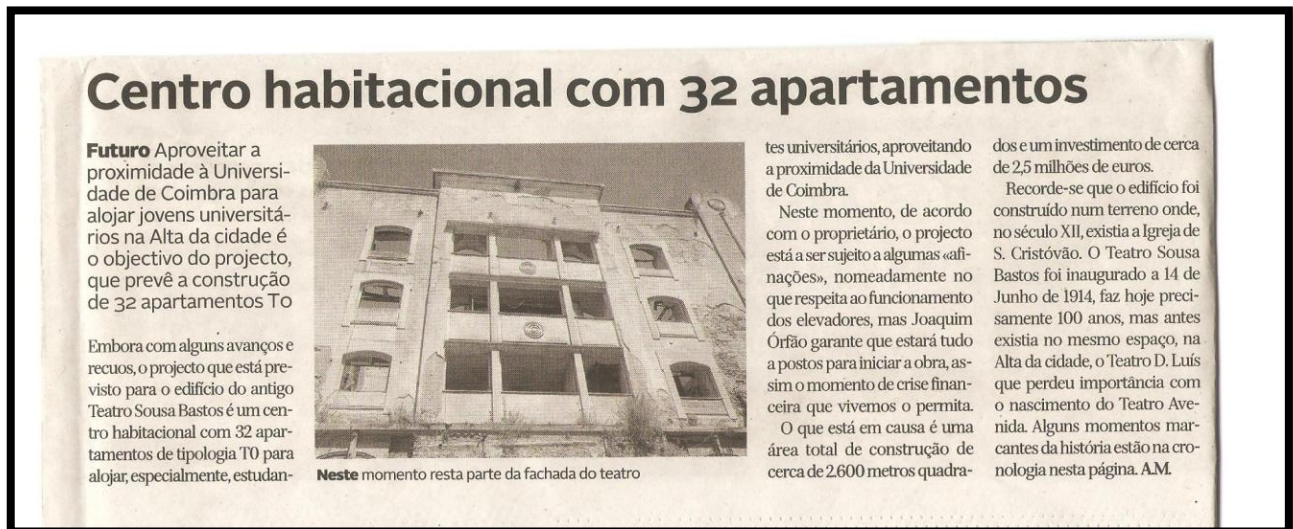 Centro habitacional com 32 apartamentos
Futuro Aproveitar a
proximidade à Universi-
dade de Coimbra para
alojar jovens universitá-
rios na Alta da cidade é
o objectivo do projecto,
que prevê a construção
de 32 apartamentos To
Embora com alguns avanços e
recuos, o projecto que está pre-
visto para o edifício do antigo
Teatro Sousa Bastos é um cen-
tro habitacional com 32 apar-
tamentos de tipologia T0 para
alojar, especialmente, estudan-
Neste momento resta parte da fachada do teatro
tes universitários, aproveitando
a proximidade da Universidade
de Coimbra.
Neste momento, de acordo
com o proprietário, o projecto
está a ser sujeito a algumas «afi-
nações», nomeadamente no
que respeita ao funcionamento
dos elevadores, mas Joaquim
Órfão garante que estará tudo
a postos para iniciar a obra, as-
sim o momento de crise finan-
ceira que vivemos o permita.
O que está em causa é uma
área total de construção de
cerca de 2.600 metros quadra-
dos e um investimento de cerca
de 2,5 milhões de euros.
Recorde-se que o edifício foi
construído num terreno onde,
no século XII, existia a Igreja de
S. Cristóvão. O Teatro Sousa
Bastos foi inaugurado a 14 de
Junho de 1914, faz hoje preci-
samente 100 anos, mas antes
existia no mesmo espaço, na
Alta da cidade, o Teatro D. Luís
que perdeu importância com
o nascimento do Teatro Ave-
nida. Alguns momentos mar-
cantes da história estão na cro-
nologia nesta página. A.M.